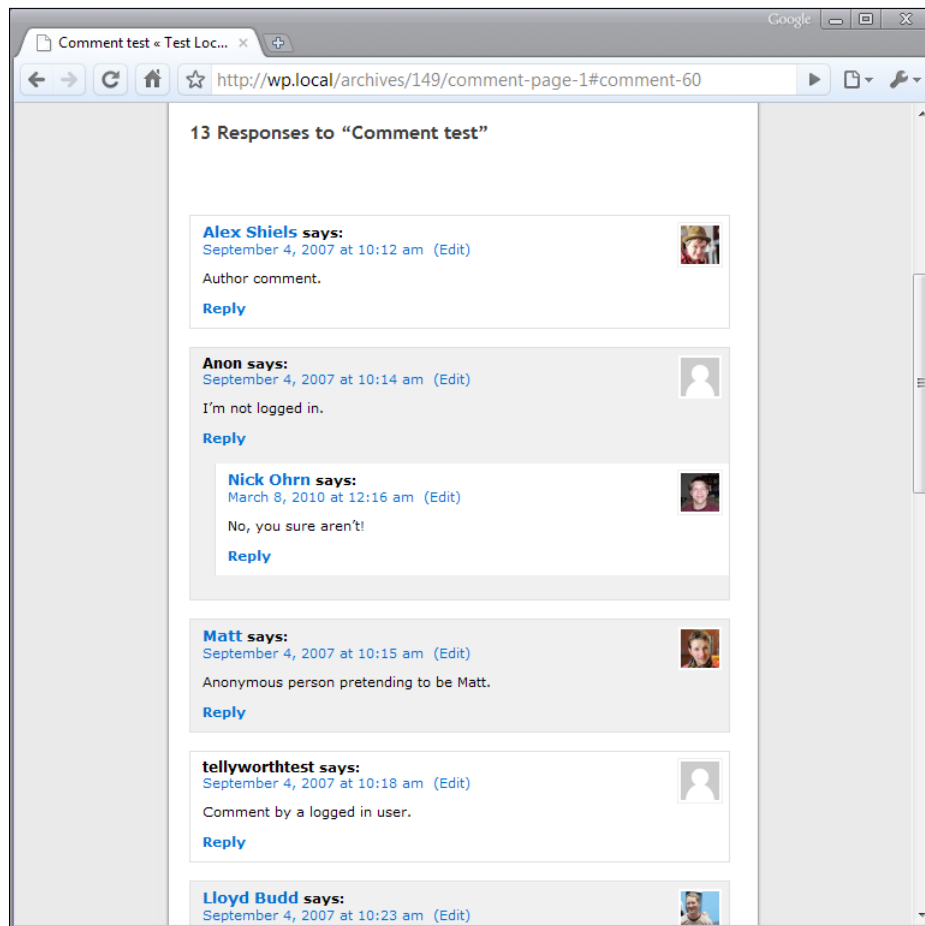 Google
Comment test « Test Loc...
http://wp.local/archives/149/comment-page-1#comment-60
13 Responses to “Comment test”
Alex Shiels says:
September 4, 2007 at 10:12 am (Edit)
Author comment.
Reply
Anon says:
September 4, 2007 at 10:14 am (Edit)
I’m not logged in.
Reply
Nick Ohrn says:
March 8, 2010 at 12:16 am (Edit)
No, you sure aren’t!
Reply
Matt says:
September 4, 2007 at 10:15 am (Edit)
Anonymous person pretending to be Matt.
Reply
tellyworthtest says:
September 4, 2007 at 10:18 am (Edit)
Comment by a logged in user.
Reply
Lloyd Budd says:
September 4, 2007 at 10:23 am (Edit)